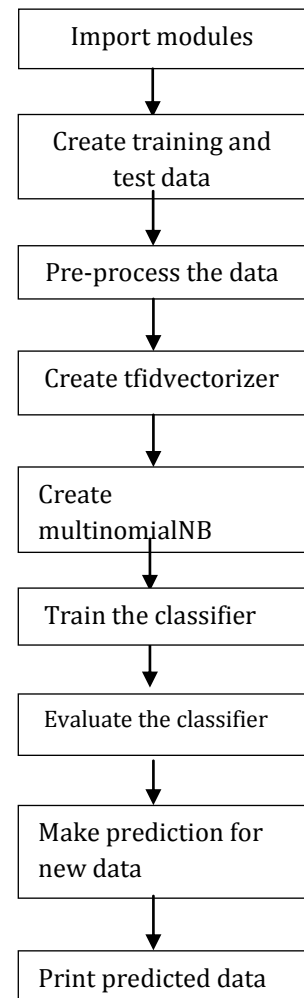 Import modules
Create training and
test data
Pre-process the data
Create tfidvectorizer
Create
multinomialNB
Train the classifier
Evaluate the classifier
Make prediction for
new data
Print predicted data